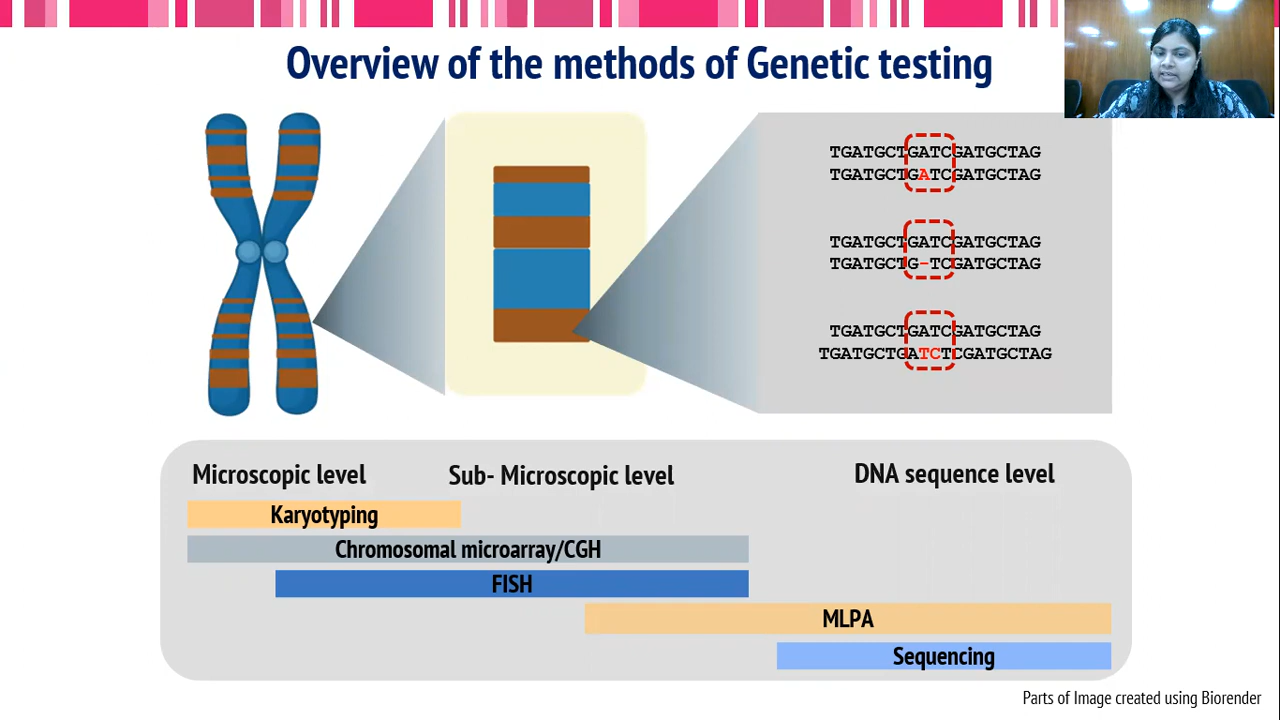 Overview of the methods of Genetic testing
TGATGCTGATCGATGCTAG
TGATGCTGATCGATGCTAG
TGATGCTGATCGATGCTAG
TGATGCTG-TCGATGCTAG
TGATGCTGATCGATGCTAG
TGATGCTGATCTCGATGCTAG
Microscopic level
Sub- Microscopic level
DNA sequence level
Karyotyping
Chromosomal microarray/CGH
FISH
MLPA
Sequencing
Parts of Image created using Biorender